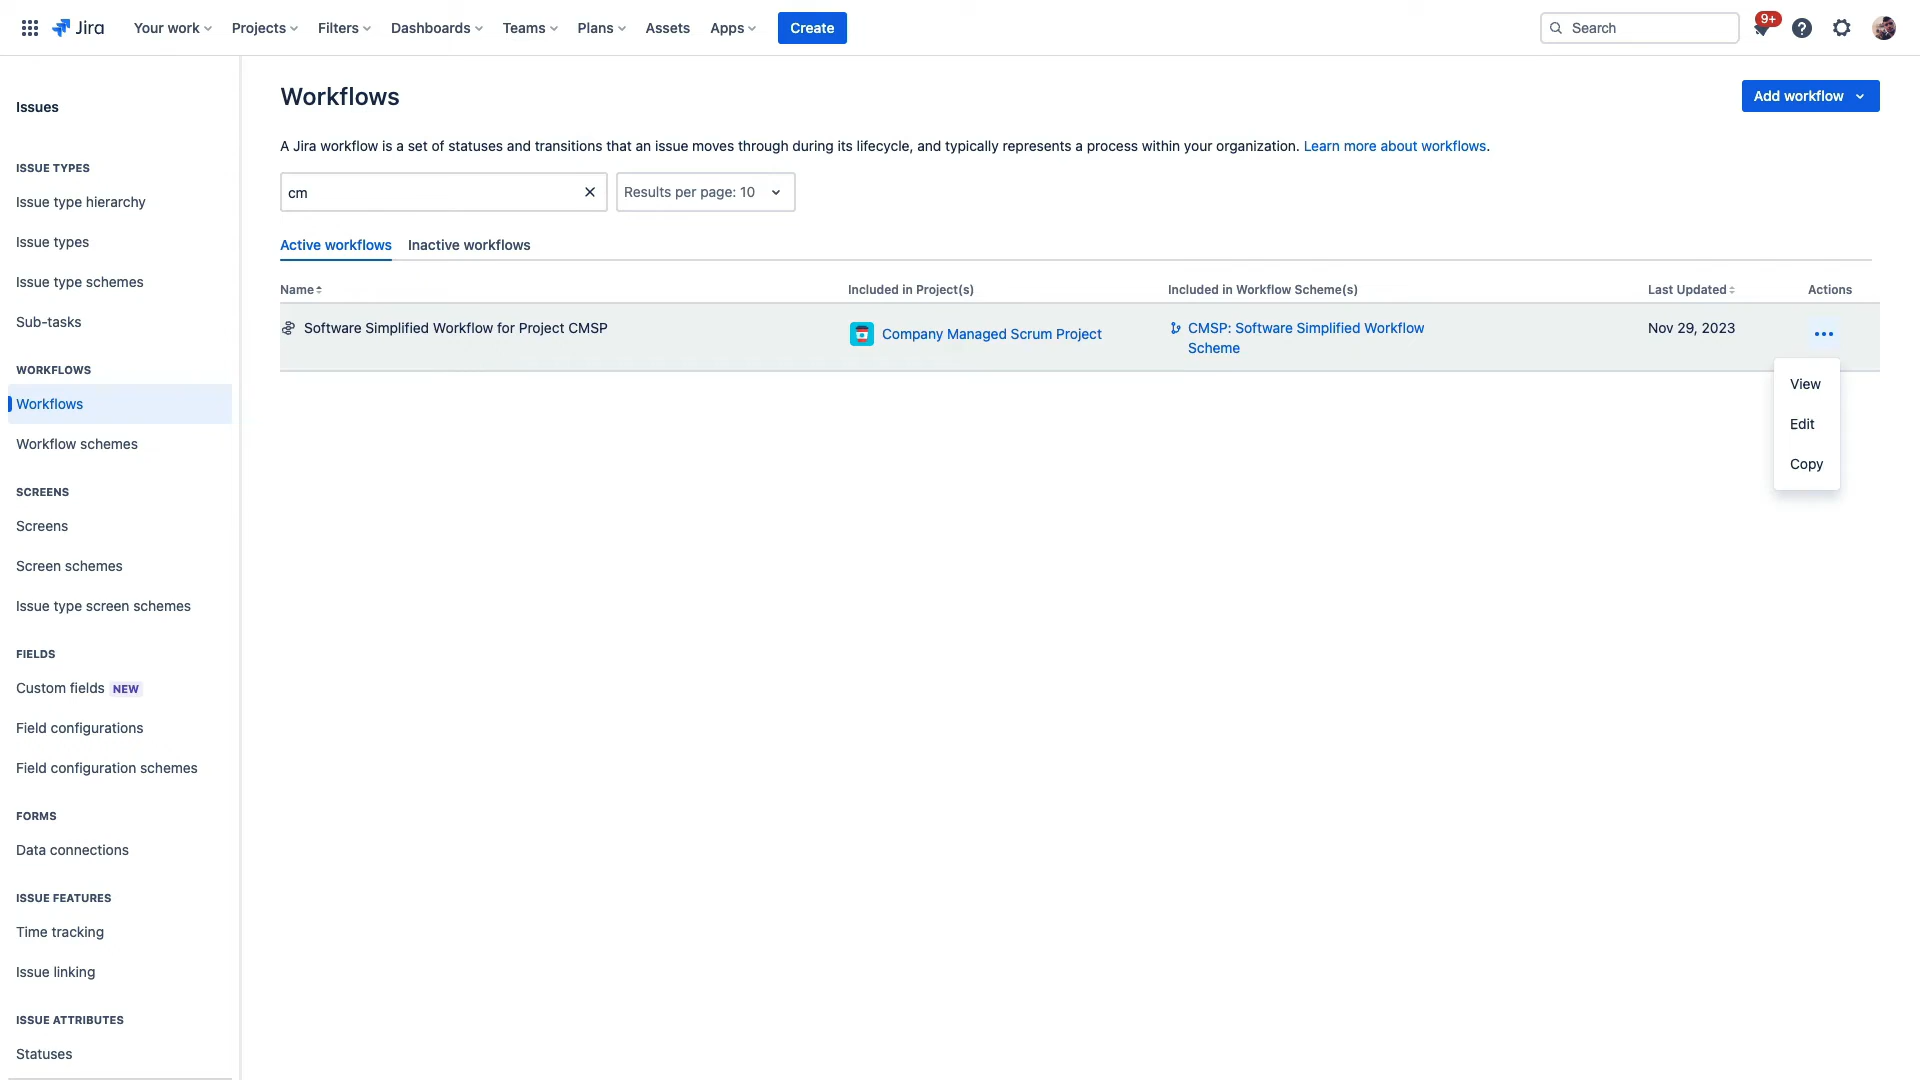 Jira Your work Projects Filters Dashboards Teams Plans Assets Apps Create Search 9+
Issues
ISSUE TYPES
Issue type hierarchy
Issue types
Issue type schemes
Sub-tasks
WORKFLOWS
Workflows
Workflow schemes
SCREENS
Screens
Screen schemes
Issue type screen schemes
FIELDS
Custom fields NEW
Field configurations
Field configuration schemes
FORMS
Data connections
ISSUE FEATURES
Time tracking
Issue linking
ISSUE ATTRIBUTES
Statuses
Workflows
Add workflow
A Jira workflow is a set of statuses and transitions that an issue moves through during its lifecycle, and typically represents a process within your organization. Learn more about workflows.
cm Results per page: 10
Active workflows Inactive workflows
Name Included in Project(s) Included in Workflow Scheme(s) Last Updated Actions
Software Simplified Workflow for Project CMSP Company Managed Scrum Project CMSP: Software Simplified Workflow Nov 29, 2023
Scheme
View
Edit
Copy